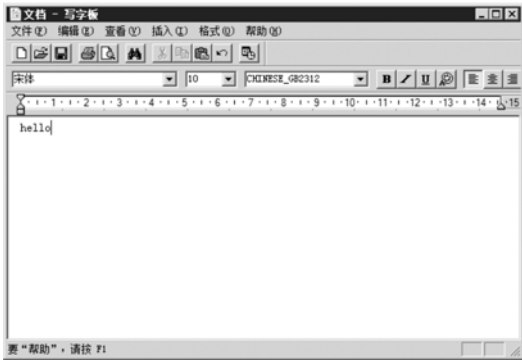 文档 - 写字板
文件(F) 编辑(E) 查看(V) 插入(I) 格式(O) 帮助(H)
宋体 10 CHINESE_GB2312 B / U
1 2 3 4 5 6 7 8 9 10 11 12 13 14 15
hello
要“帮助”，请按 F1